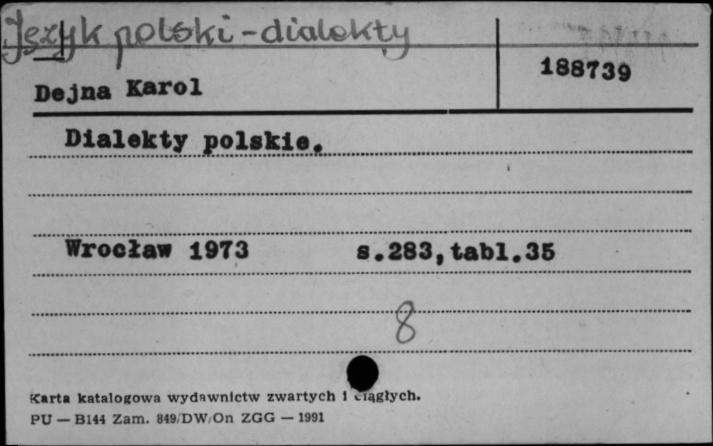 Język polski - dialekty
188739
Dejna Karol
Dialekty polskie.
Wrocław 1973 s.283,tabl.35
8
Karta katalogowa wydawnictw zwartych i ciągłych.
PU — B144 Zam. 849/DW/On ZGG — 1991